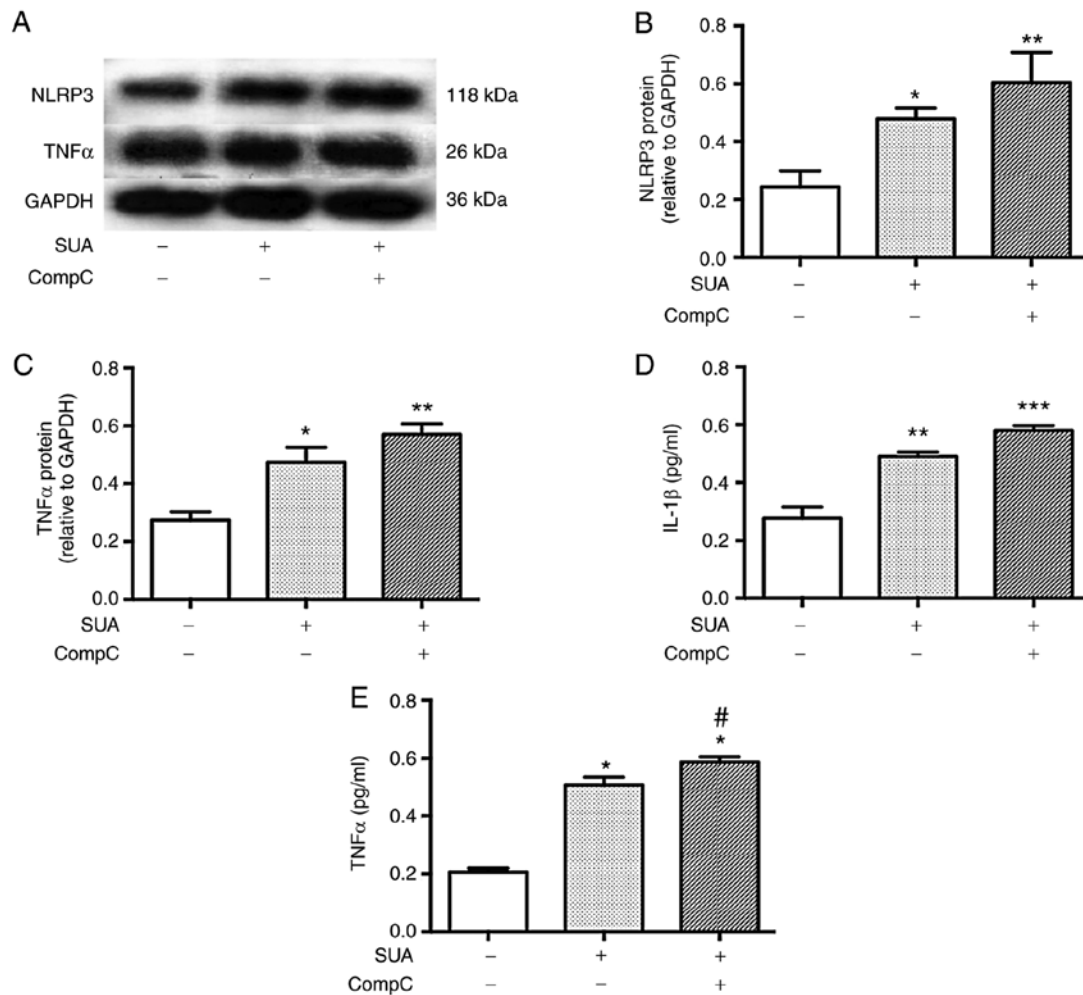 A
NLRP3 118 kDa
TNFα 26 kDa
GAPDH 36 kDa
SUA – + +
CompC – – +
B
NLRP3 protein
(relative to GAPDH)
0.8
0.6
0.4
0.2
0.0
* **
SUA – + +
CompC – – +
C
TNFα protein
(relative to GAPDH)
0.8
0.6
0.4
0.2
0.0
* **
SUA – + +
CompC – – +
D
IL-1β (pg/ml)
0.8
0.6
0.4
0.2
0.0
** ***
SUA – + +
CompC – – +
E
TNFα (pg/ml)
0.8
0.6
0.4
0.2
0.0
#
* *
SUA – + +
CompC – – +